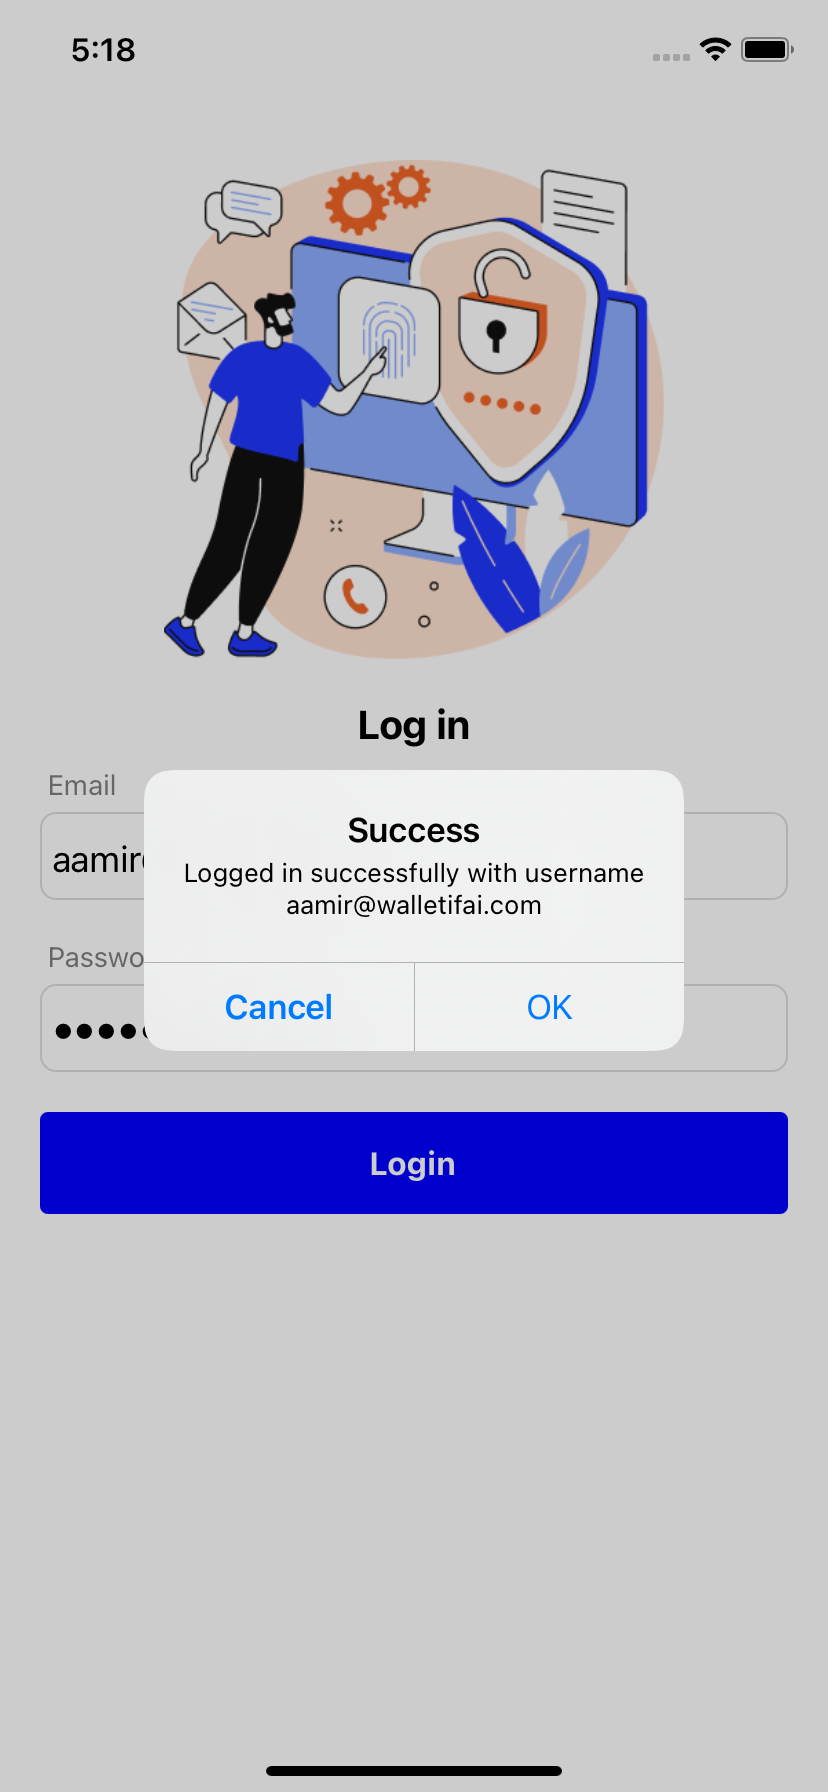 5:18
Log in
Email
aamir
Success
Logged in successfully with username
aamir@walletifai.com
Passwo
Cancel
OK
Login